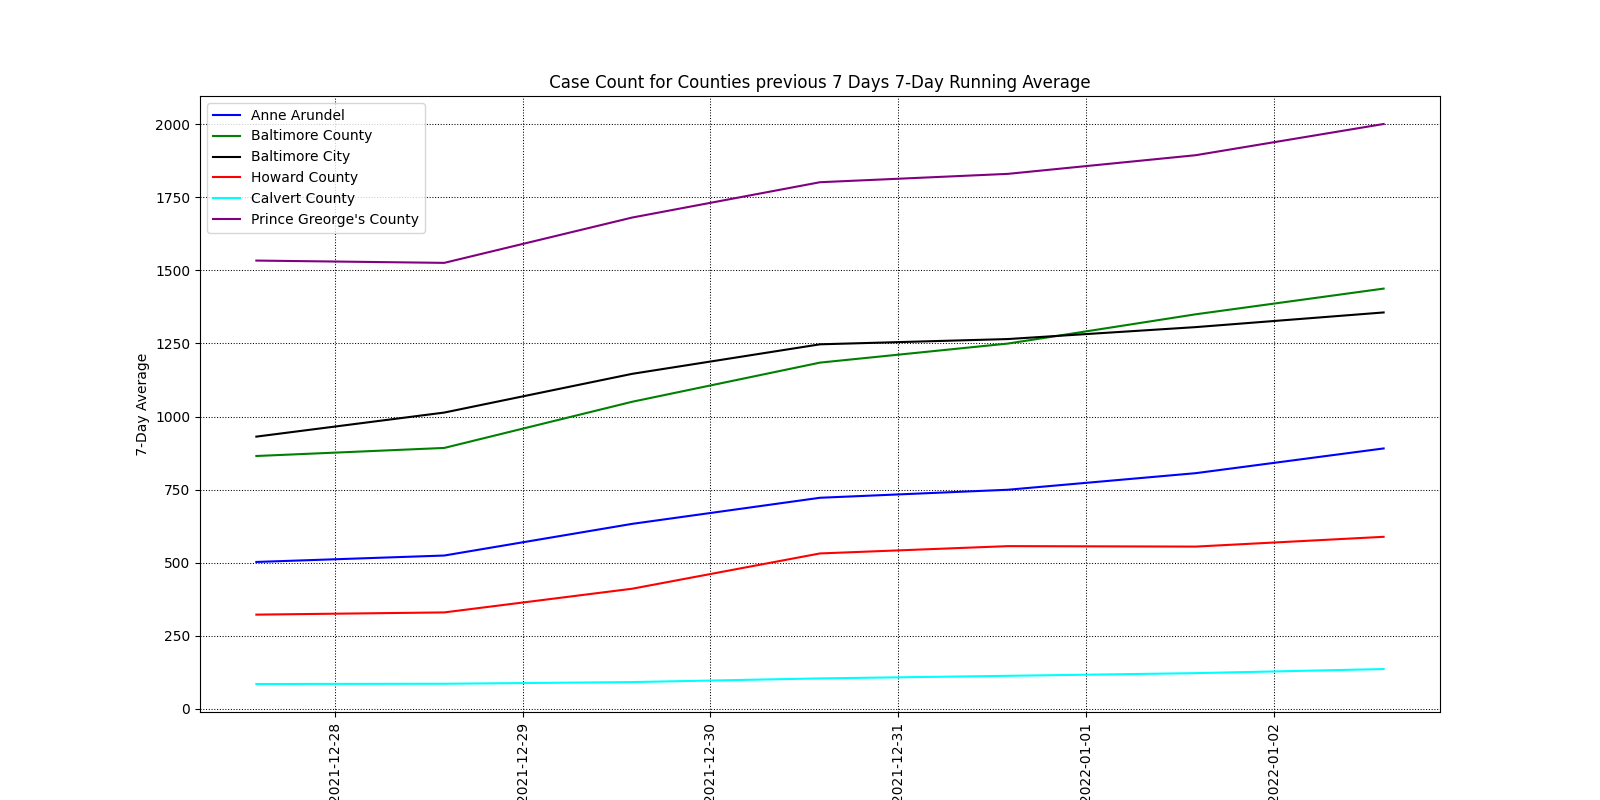 Case Count for Counties previous 7 Days 7-Day Running Average
Anne Arundel
Baltimore County
Baltimore City
Howard County
Calvert County
Prince Greorge's County
7-Day Average
2000
1750
1500
1250
1000
750
500
250
0
2021-12-28
2021-12-29
2021-12-30
2021-12-31
2022-01-01
2022-01-02